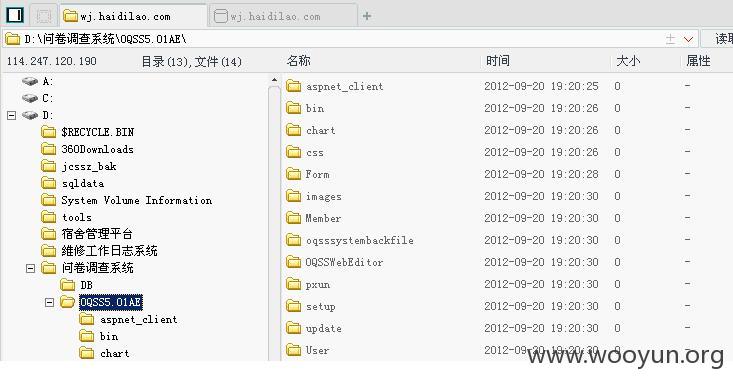 wj.haidilao.com wj.haidilao.com
D:\问卷调查系统\OQSS5.01AE\ 读取
114.247.120.190 目录(13),文件(14) 名称 时间 大小 属性
A:
C:
D:
$RECYCLE.BIN
360Downloads
jcssz_bak
sqldata
System Volume Information
tools
宿舍管理平台
维修工作日志系统
问卷调查系统
DB
OQSS5.01AE
aspnet_client
bin
chart
aspnet_client 2012-09-20 19:20:25 0 -
bin 2012-09-20 19:20:26 0 -
chart 2012-09-20 19:20:26 0 -
css 2012-09-20 19:20:26 0 -
Form 2012-09-20 19:20:28 0 -
images 2012-09-20 19:20:30 0 -
Member 2012-09-20 19:20:30 0 -
oqsssystembackfile 2012-09-20 19:20:30 0 -
OQSSWebEditor 2012-09-20 19:20:30 0 -
pxun 2012-09-20 19:20:30 0 -
setup 2012-09-20 19:20:30 0 -
update 2012-09-20 19:20:30 0 -
User 2012-09-20 19:20:30 0 -
www.wooyun.org